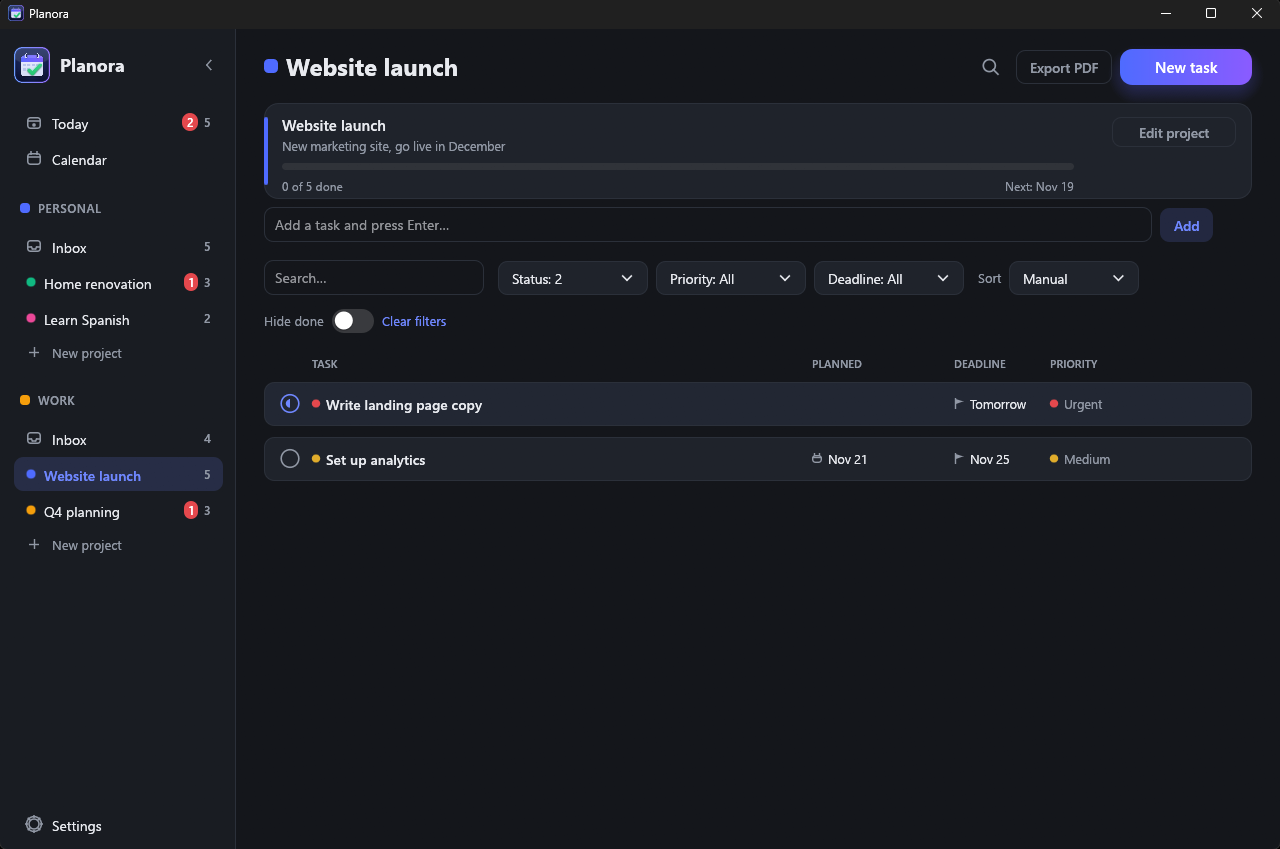 Planora
Planora
Today 2 5
Calendar
PERSONAL
Inbox 5
Home renovation 1 3
Learn Spanish 2
New project
WORK
Inbox 4
Website launch 5
Q4 planning 1 3
New project
Settings
Website launch
Export PDF
New task
Website launch
New marketing site, go live in December
Edit project
0 of 5 done
Next: Nov 19
Add a task and press Enter...
Add
Search...
Status: 2
Priority: All
Deadline: All
Sort
Manual
Hide done
Clear filters
TASK PLANNED DEADLINE PRIORITY
Write landing page copy Tomorrow Urgent
Set up analytics Nov 21 Nov 25 Medium